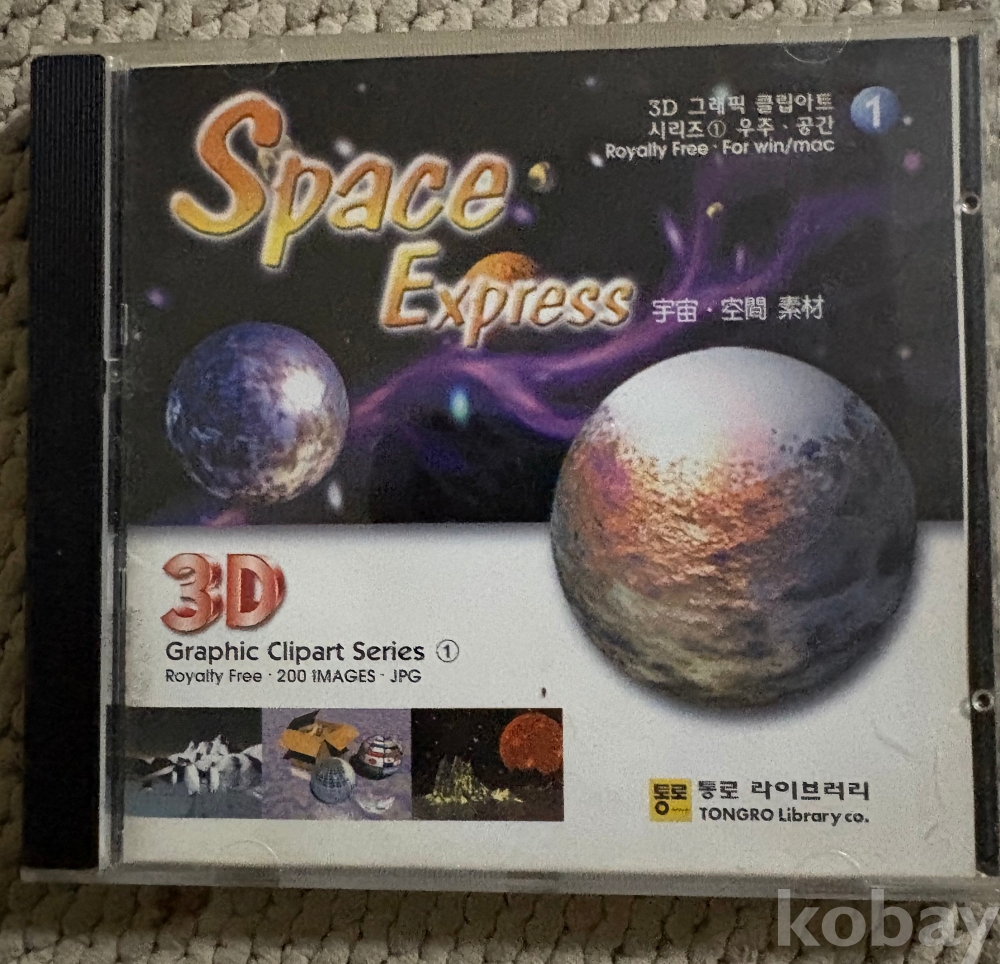 3D 그래픽 클립아트
시리즈① 우주 · 공간
Royalty Free · For win/mac
1
Space
Express
宇宙 · 空間 素材
3D
Graphic Clipart Series ①
Royalty Free · 200 IMAGES · JPG
통로
통로 라이브러리
TONGRO Library co.
kobay